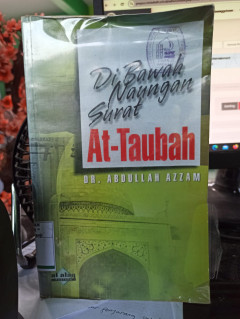 Di Bawah
Naungan
Surat
At-Taubah
DR. ABDULLAH AZZAM